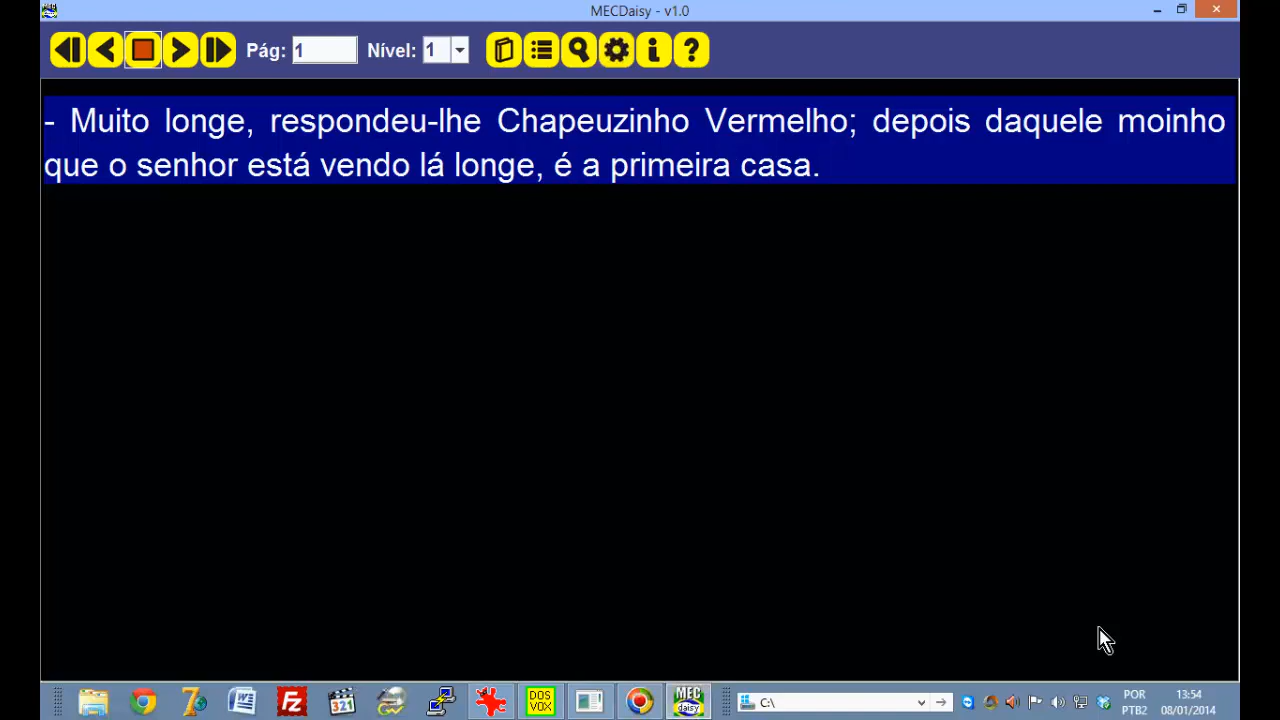 MECDaisy - v1.0
Pág: 1 Nível: 1
- Muito longe, respondeu-lhe Chapeuzinho Vermelho; depois daquele moinho
que o senhor está vendo lá longe, é a primeira casa.
321
DOS
VOX
MEC
daisy
C:\
POR
PTB2
13:54
08/01/2014